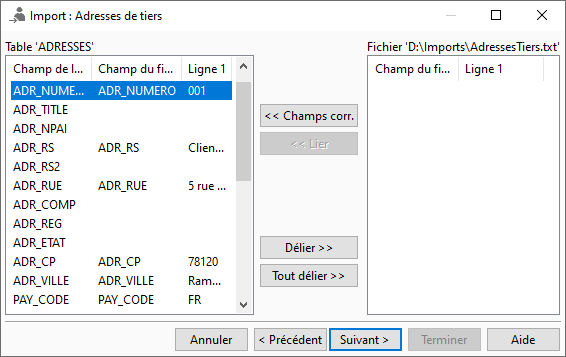 Import : Adresses de tiers
Table 'ADRESSES'
Fichier 'D:\Imports\AdressesTiers.txt'
Champ de l... Champ du fi... Ligne 1
Champ du fi... Ligne 1
ADR_NUME... ADR_NUMERO 001
ADR_TITLE
<< Champs corr.
ADR_NPAI
ADR_RS ADR_RS Clien...
<< Lier
ADR_RS2
ADR_RUE ADR_RUE 5 rue ...
ADR_COMP
ADR_REG
ADR_ETAT
Délier >>
ADR_CP ADR_CP 78120
ADR_VILLE ADR_VILLE Ram...
Tout délier >>
PAY_CODE PAY_CODE FR
Annuler < Précédent Suivant > Terminer Aide